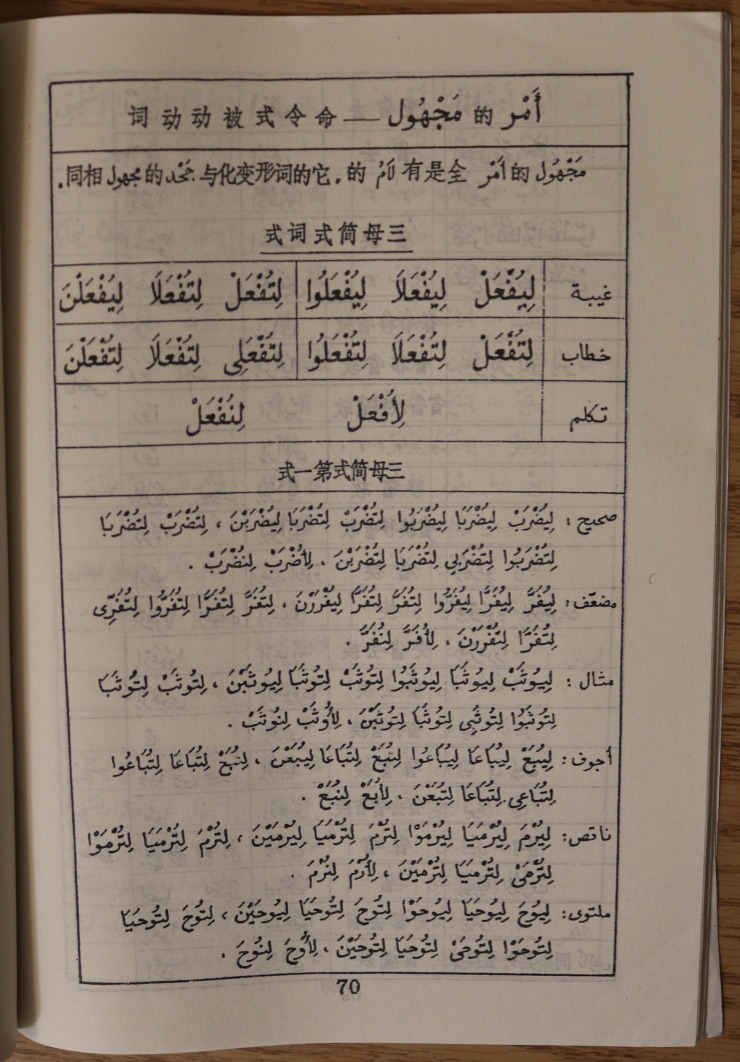 أَمْر 的 مَجْهُول — 命令式被动动词
مَجْهُول 的 أَمْر 全是有 لَامُ 的．它的词形变化与 جَحْد 的 مجهول 相同．
三母简式词式
غيبة لِيُفْعَلْ لِيُفْعَلَا لِيُفْعَلُوا لِتُفْعَلْ لِتُفْعَلَا لِيُفْعَلْنَ
خطاب لِتُفْعَلْ لِتُفْعَلَا لِتُفْعَلُوا لِتُفْعَلِى لِتُفْعَلَا لِتُفْعَلْنَ
تكلم لِأُفْعَلْ لِنُفْعَلْ
三母简式第一式
صحيح : لِيُضْرَبْ لِيُضْرَبَا لِيُضْرَبُوا لِتُضْرَبْ لِتُضْرَبَا لِيُضْرَبْنَ ، لِتُضْرَبْ لِتُضْرَبَا
لِتُضْرَبُوا لِتُضْرَبِى لِتُضْرَبَا لِتُضْرَبْنَ ، لِأُضْرَبْ لِنُضْرَبْ .
مضعّف : لِيُفَرَّ لِيُفَرَّا لِيُفَرُّوا لِتُفَرَّ لِتُفَرَّا لِيُفْرَرْنَ ، لِتُفَرَّ لِتُفَرَّا لِتُفَرُّوا لِتُفَرِّى
لِتُفَرَّا لِتُفْرَرْنَ ، لِأُفَرَّ لِنُفَرَّ .
مثال : لِيُوثَبْ لِيُوثَبَا لِيُوثَبُوا لِتُوثَبْ لِتُوثَبَا لِيُوثَبْنَ ، لِتُوثَبْ لِتُوثَبَا
لِتُوثَبُوا لِتُوثَبِى لِتُوثَبَا لِتُوثَبْنَ ، لِأُوثَبْ لِنُوثَبْ .
أجوف : لِيُبَعْ لِيُبَاعَا لِيُبَاعُوا لِتُبَعْ لِتُبَاعَا لِيُبَعْنَ ، لِتُبَعْ لِتُبَاعَا لِتُبَاعُوا
لِتُبَاعِى لِتُبَاعَا لِتُبَعْنَ ، لِأُبَعْ لِنُبَعْ .
ناقص : لِيُرْمَ لِيُرْمَيَا لِيُرْمَوْا لِتُرْمَ لِتُرْمَيَا لِيُرْمَيْنَ ، لِتُرْمَ لِتُرْمَيَا لِتُرْمَوْا
لِتُرْمَىْ لِتُرْمَيَا لِتُرْمَيْنَ ، لِأُرْمَ لِنُرْمَ .
ملتوى : لِيُوحَ لِيُوحَيَا لِيُوحَوْا لِتُوحَ لِتُوحَيَا لِيُوحَيْنَ ، لِتُوحَ لِتُوحَيَا
لِتُوحَوْا لِتُوحَىْ لِتُوحَيَا لِتُوحَيْنَ ، لِأُوحَ لِنُوحَ .
70